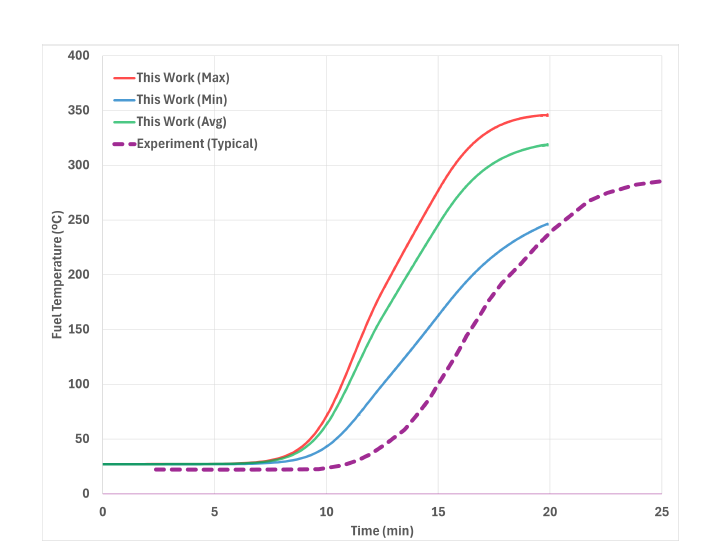 400
350
300
250
200
150
100
50
0
Fuel Temperature (ºC)
This Work (Max)
This Work (Min)
This Work (Avg)
Experiment (Typical)
0 5 10 15 20 25
Time (min)